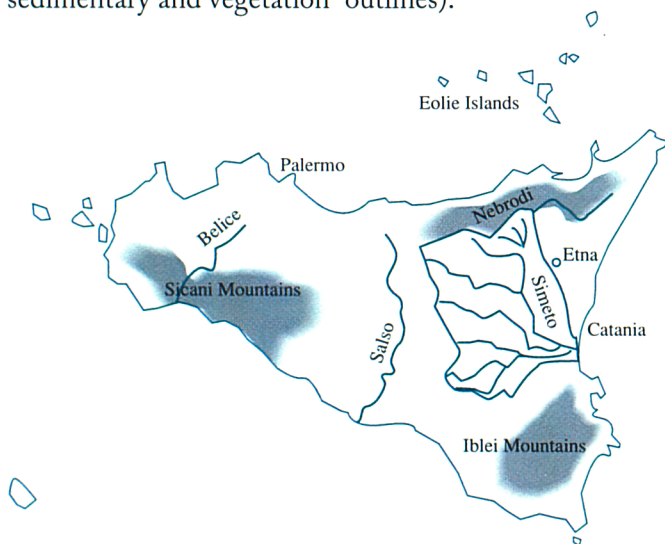 sedimentary and vegetation outlines).
Eolie Islands
Palermo
Nebrodi
Belice
Etna
Sicani Mountains
Simeto
Salso
Catania
Iblei Mountains